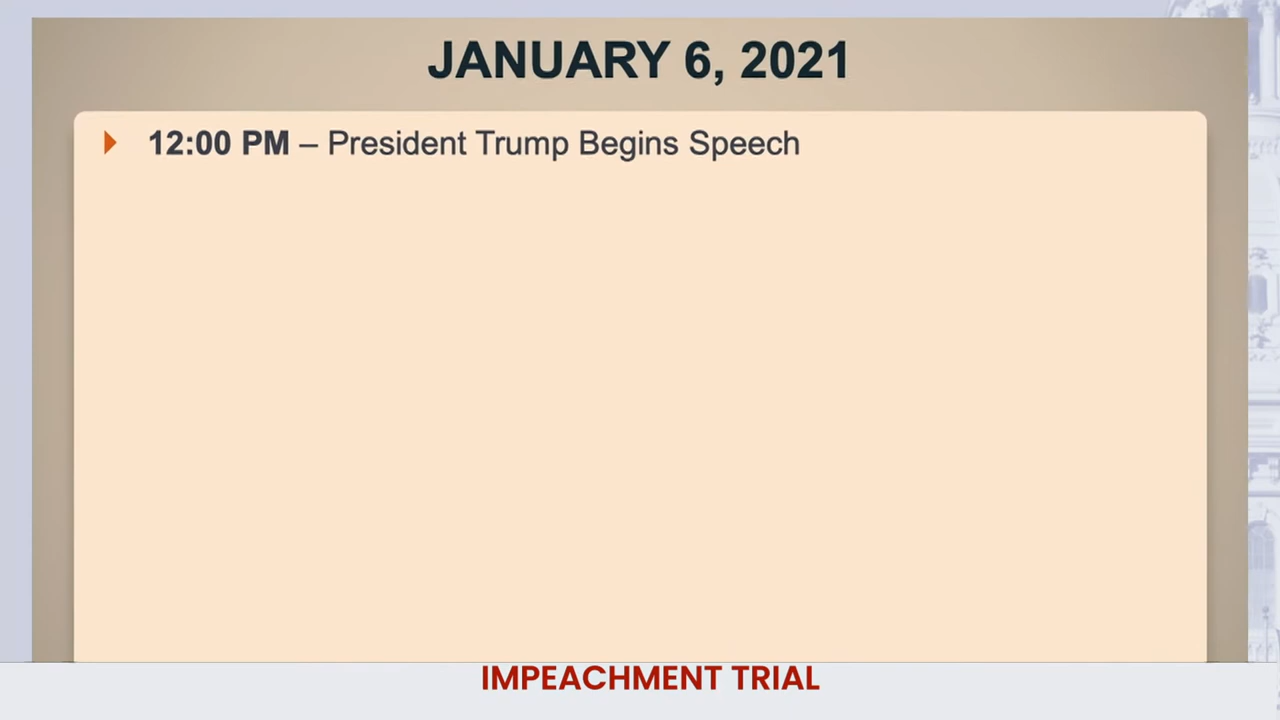 JANUARY 6, 2021
12:00 PM – President Trump Begins Speech
IMPEACHMENT TRIAL